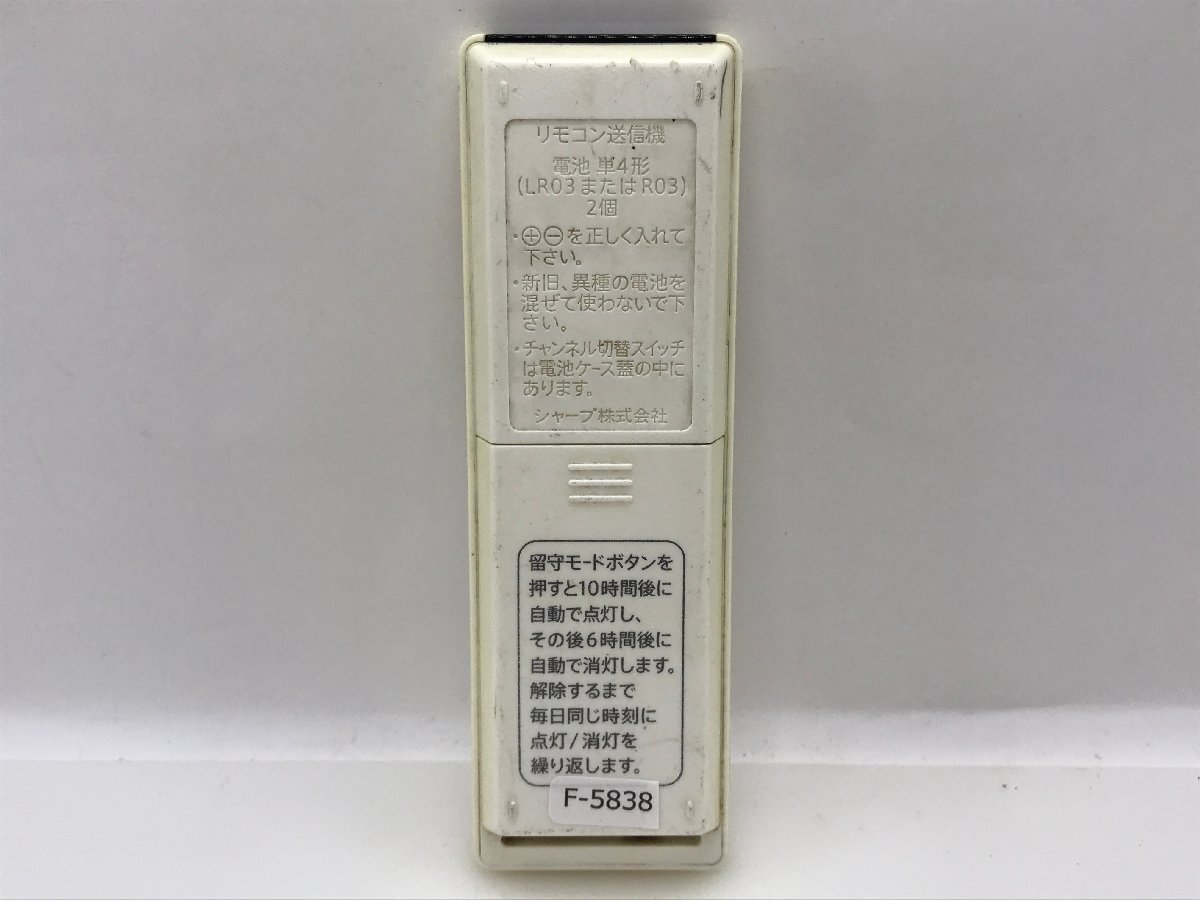 リモコン送信機
電池 単4形
(LR03またはR03)
2個
・⊕⊖を正しく入れて
下さい。
・新旧、異種の電池を
混ぜて使わないで下
さい。
・チャンネル切替スイッチ
は電池ケース蓋の中に
あります。
シャープ株式会社
留守モードボタンを
押すと10時間後に
自動で点灯し、
その後6時間後に
自動で消灯します。
解除するまで
毎日同じ時刻に
点灯/消灯を
繰り返します。
F-5838